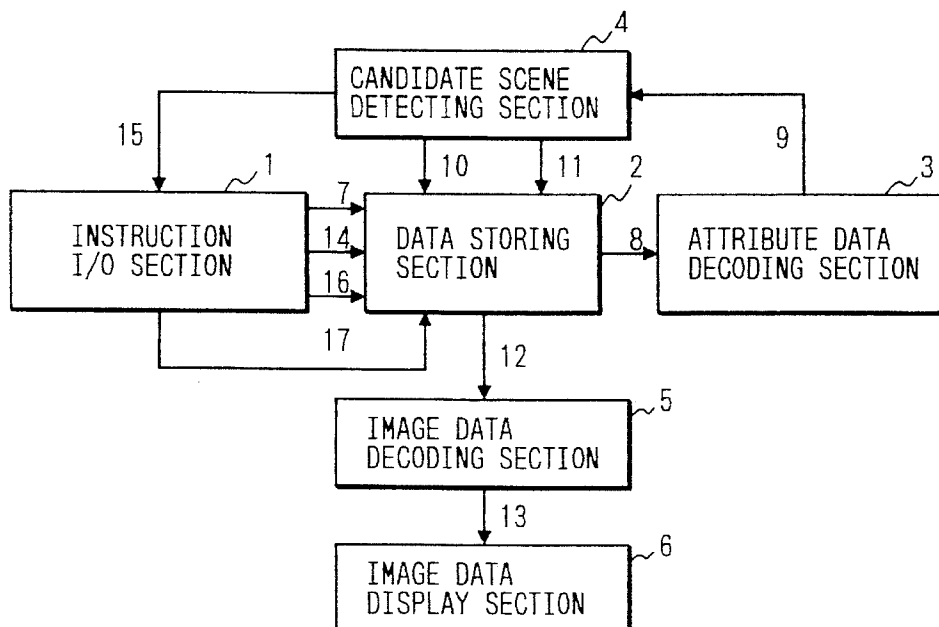 4
CANDIDATE SCENE
DETECTING SECTION
15
10
11
9
1
7
2
3
INSTRUCTION
I/O SECTION
14
16
DATA STORING
SECTION
8
ATTRIBUTE DATA
DECODING SECTION
17
12
5
IMAGE DATA
DECODING SECTION
13
6
IMAGE DATA
DISPLAY SECTION